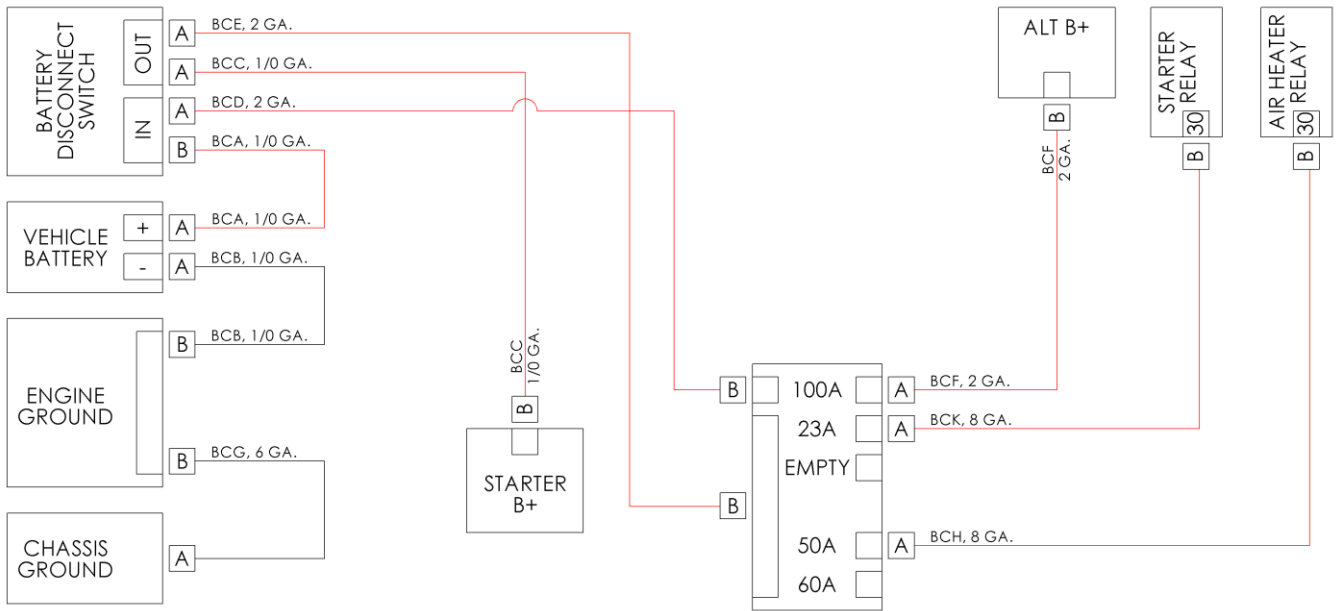 BATTERY
DISCONNECT
SWITCH
OUT
IN
A
BCE, 2 GA.
A
BCC, 1/0 GA.
A
BCD, 2 GA.
B
BCA, 1/0 GA.
VEHICLE
BATTERY
+
-
A
BCA, 1/0 GA.
A
BCB, 1/0 GA.
ENGINE
GROUND
B
BCB, 1/0 GA.
B
BCG, 6 GA.
CHASSIS
GROUND
A
BCC
1/0 GA.
B
STARTER
B+
ALT B+
B
BCF
2 GA.
STARTER
RELAY
30
B
AIR HEATER
RELAY
30
B
B
100A
A
BCF, 2 GA.
23A
A
BCK, 8 GA.
EMPTY
B
50A
A
BCH, 8 GA.
60A